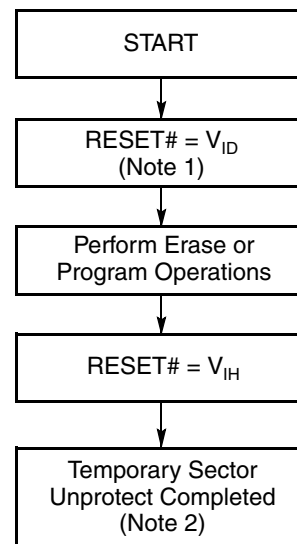 START
RESET# = VID
(Note 1)
Perform Erase or
Program Operations
RESET# = VIH
Temporary Sector
Unprotect Completed
(Note 2)